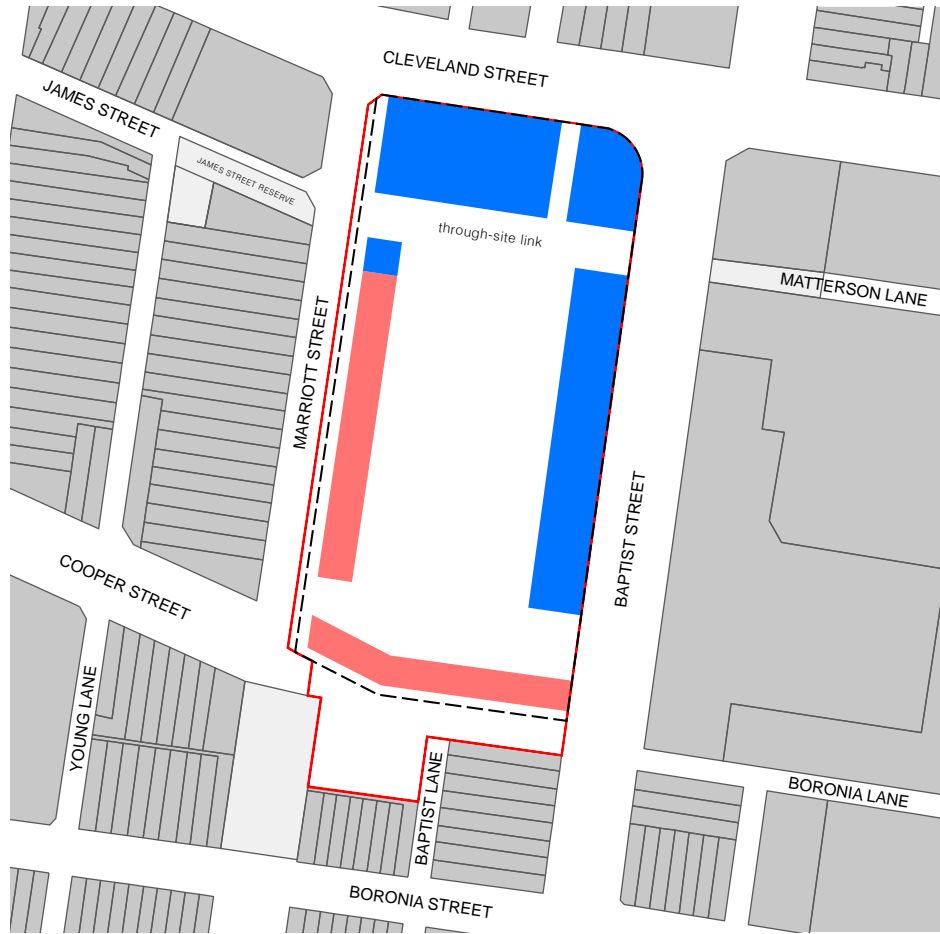 CLEVELAND STREET
JAMES STREET
JAMES STREET RESERVE
through-site link
MATTERSON LANE
MARRIOTT STREET
BAPTIST STREET
COOPER STREET
YOUNG LANE
BAPTIST LANE
BORONIA LANE
BORONIA STREET